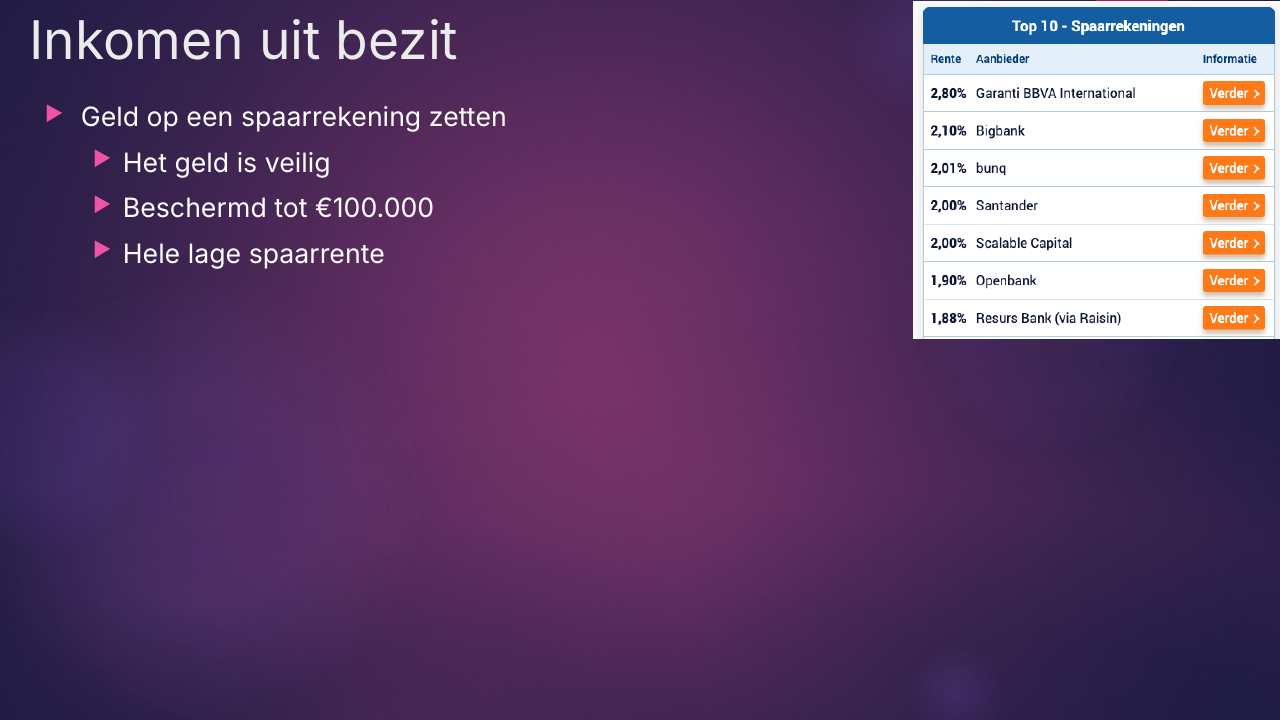 Inkomen uit bezit
Geld op een spaarrekening zetten
Het geld is veilig
Beschermd tot €100.000
Hele lage spaarrente
Top 10 - Spaarrekeningen
Rente Aanbieder Informatie
2,80% Garanti BBVA International Verder
2,10% Bigbank Verder
2,01% bunq Verder
2,00% Santander Verder
2,00% Scalable Capital Verder
1,90% Openbank Verder
1,88% Resurs Bank (via Raisin) Verder